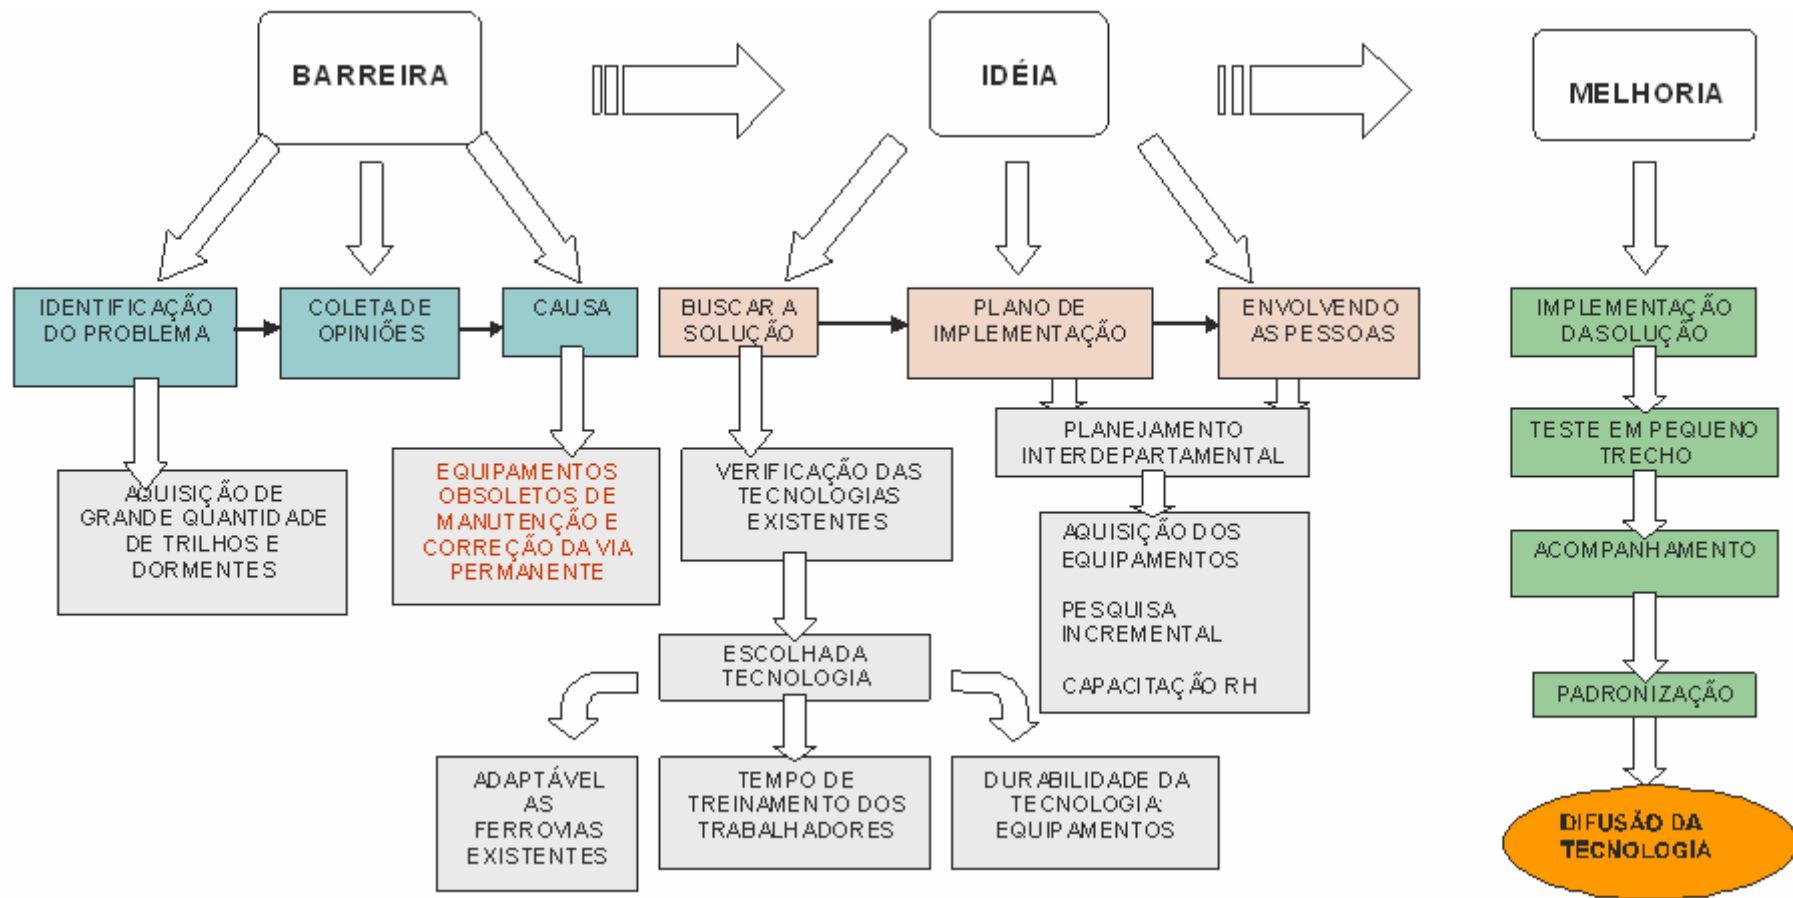 BARREIRA
IDÉIA
MELHORIA
IDENTIFICAÇÃO
DO PROBLEMA
COLETA DE
OPINIÕES
CAUSA
BUSCAR A
SOLUÇÃO
PLANO DE
IMPLEMENTAÇÃO
ENVOLVENDO
AS PESSOAS
IMPLEMENTAÇÃO
DA SOLUÇÃO
AQUISIÇÃO DE
GRANDE QUANTIDADE
DE TRILHOS E
DORMENTES
EQUIPAMENTOS
OBSOLETOS DE
MANUTENÇÃO E
CORREÇÃO DA VIA
PERMANENTE
VERIFICAÇÃO DAS
TECNOLOGIAS
EXISTENTES
PLANEJAMENTO
INTERDEPARTAMENTAL
TESTE EM PEQUENO
TRECHO
AQUISIÇÃO DOS
EQUIPAMENTOS
PESQUISA
INCREMENTAL
CAPACITAÇÃO RH
ACOMPANHAMENTO
ESCOLHA DA
TECNOLOGIA
PADRONIZAÇÃO
ADAPTÁVEL
AS
FERROVIAS
EXISTENTES
TEMPO DE
TREINAMENTO DOS
TRABALHADORES
DURABILIDADE DA
TECNOLOGIA:
EQUIPAMENTOS
DIFUSÃO DA
TECNOLOGIA